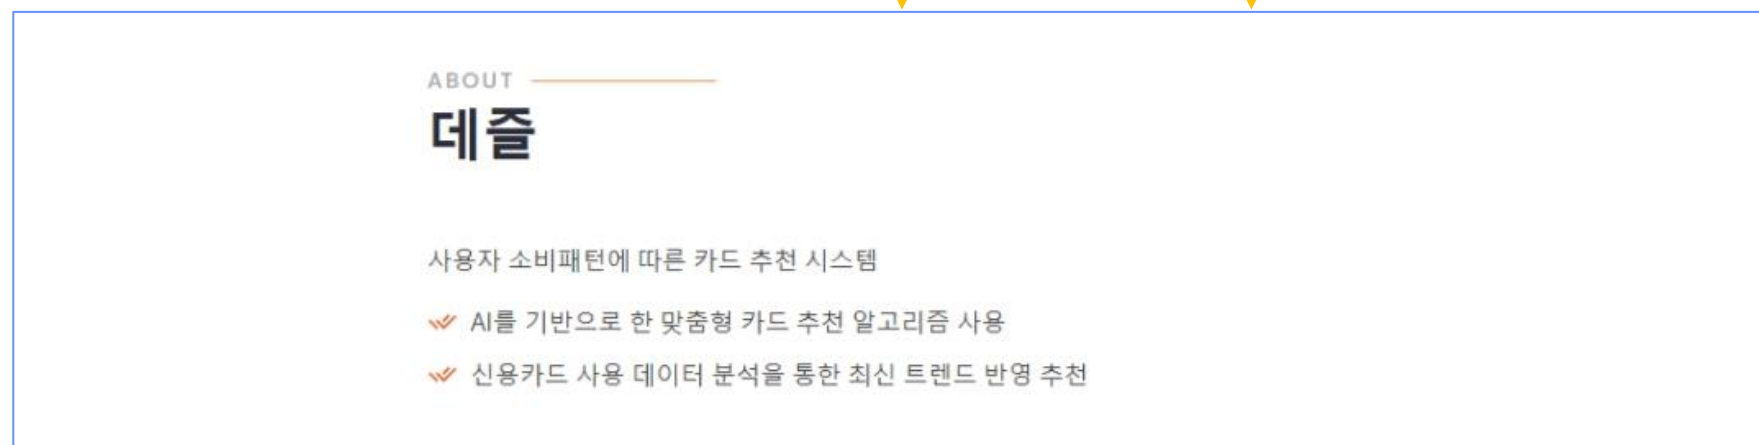 ABOUT
데즐
사용자 소비패턴에 따른 카드 추천 시스템
AI를 기반으로 한 맞춤형 카드 추천 알고리즘 사용
신용카드 사용 데이터 분석을 통한 최신 트렌드 반영 추천